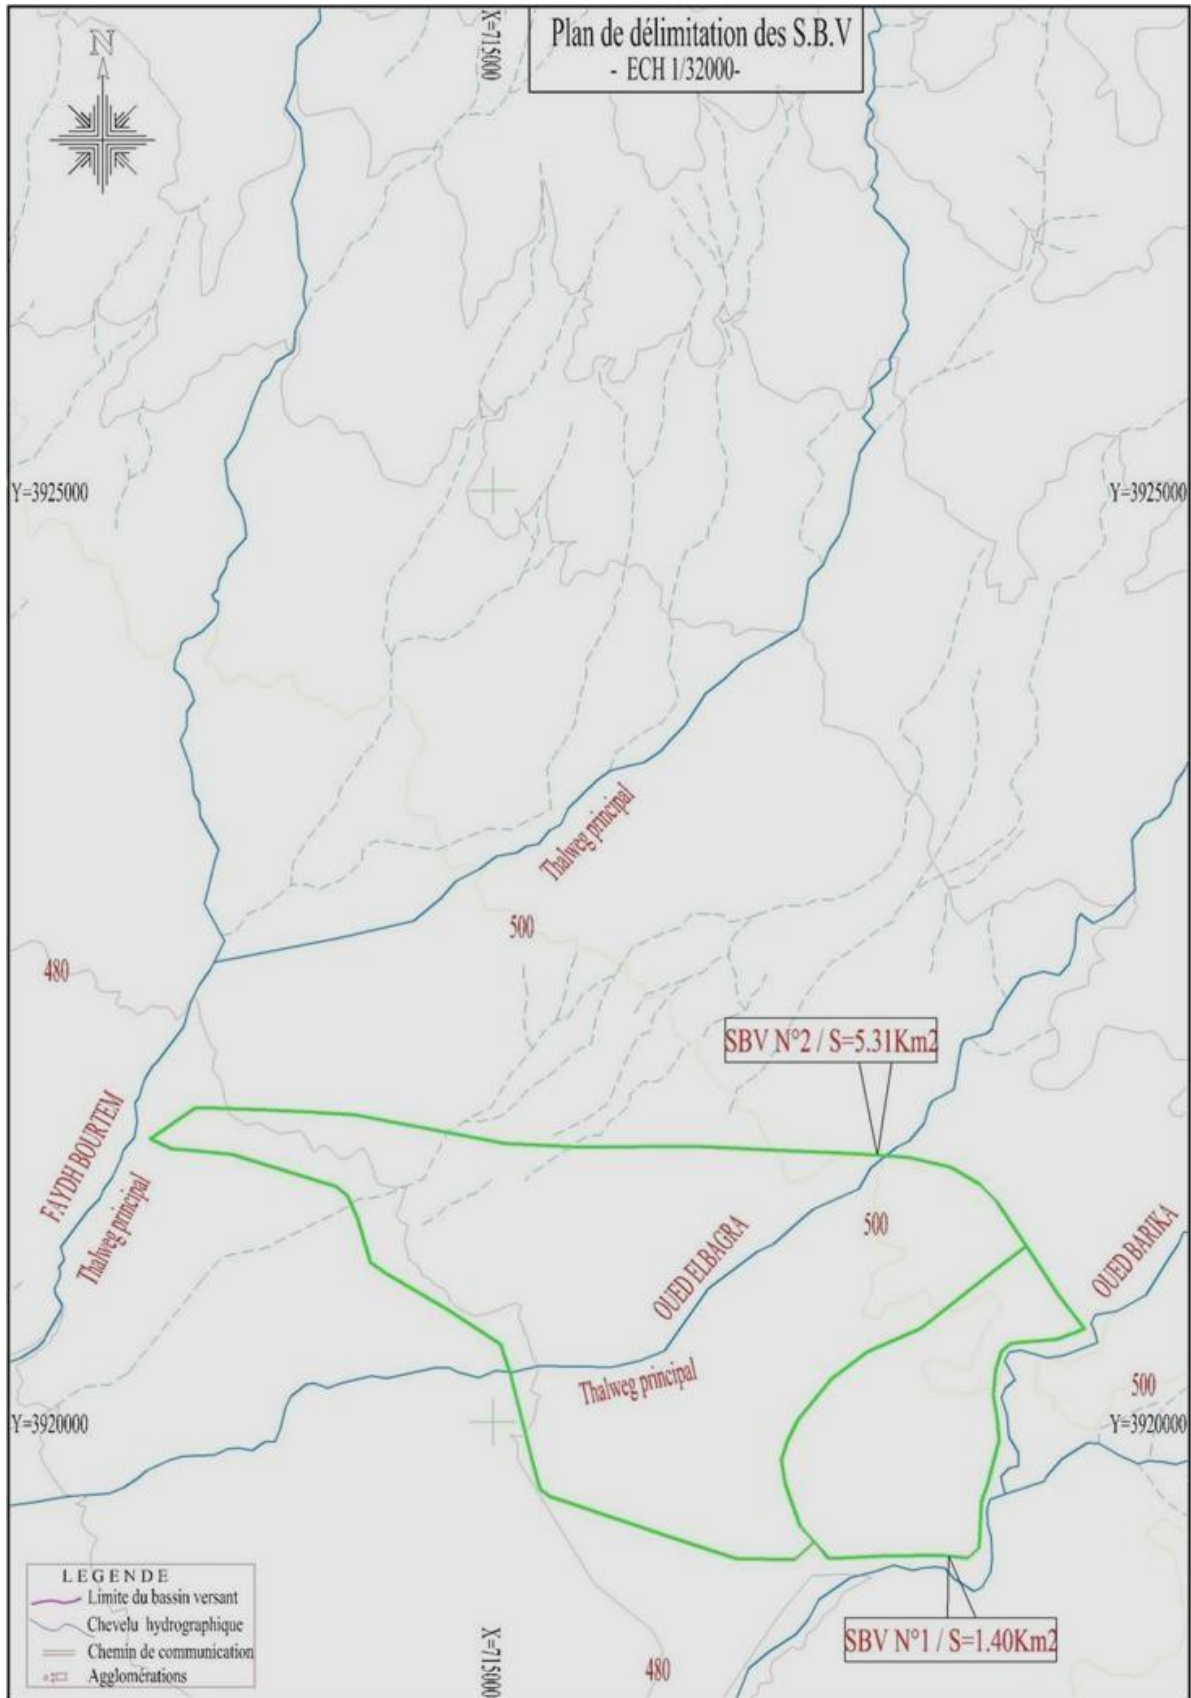 N
X=715000
Plan de délimitation des S.B.V
- ECH 1/32000-
Y=3925000
Y=3925000
Thalweg principal
500
480
SBV N°2 / S=5.31Km2
FAYDH BOURTEM
Thalweg principal
500
OUED ELBAGRA
OUED BARIKA
Thalweg principal
500
Y=3920000
Y=3920000
LEGENDE
Limite du bassin versant
Chevelu hydrographique
Chemin de communication
Agglomérations
X=715000
SBV N°1 / S=1.40Km2
480